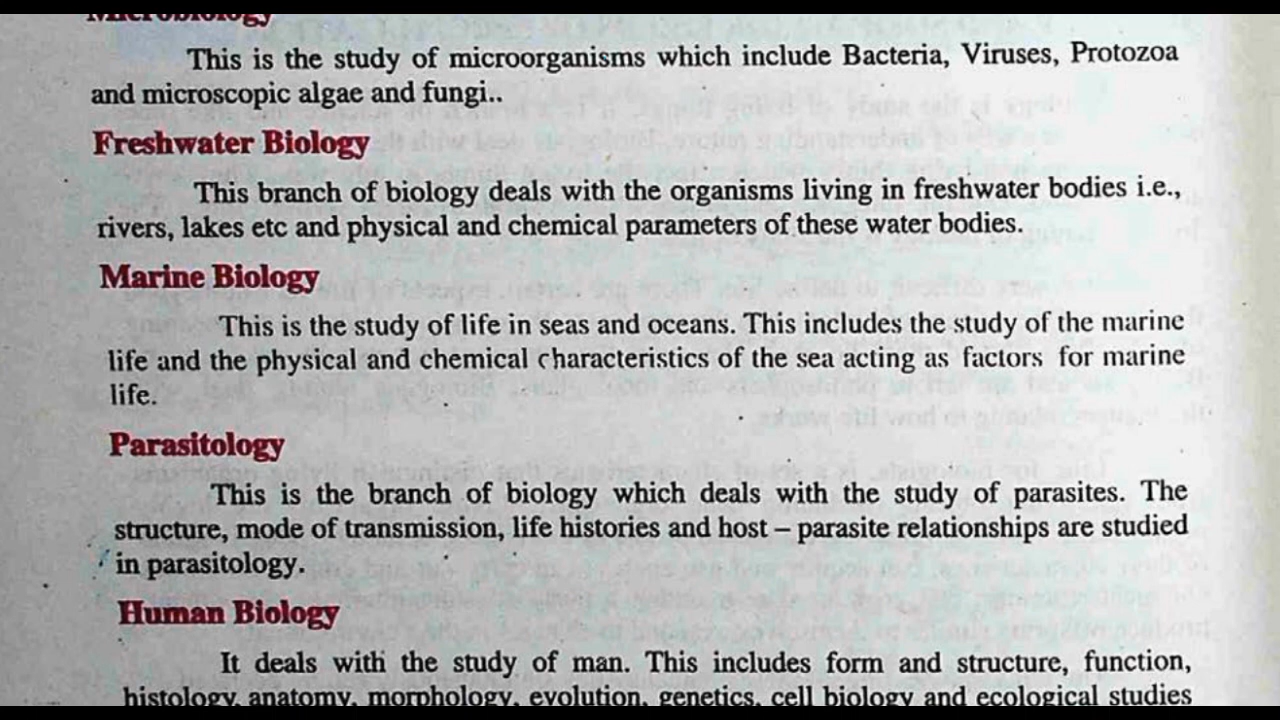 Microbiology
This is the study of microorganisms which include Bacteria, Viruses, Protozoa
and microscopic algae and fungi..
Freshwater Biology
This branch of biology deals with the organisms living in freshwater bodies i.e.,
rivers, lakes etc and physical and chemical parameters of these water bodies.
Marine Biology
This is the study of life in seas and oceans. This includes the study of the marine
life and the physical and chemical characteristics of the sea acting as factors for marine
life.
Parasitology
This is the branch of biology which deals with the study of parasites. The
structure, mode of transmission, life histories and host – parasite relationships are studied
in parasitology.
Human Biology
It deals with the study of man. This includes form and structure, function,
histology, anatomy, morphology, evolution, genetics, cell biology and ecological studies